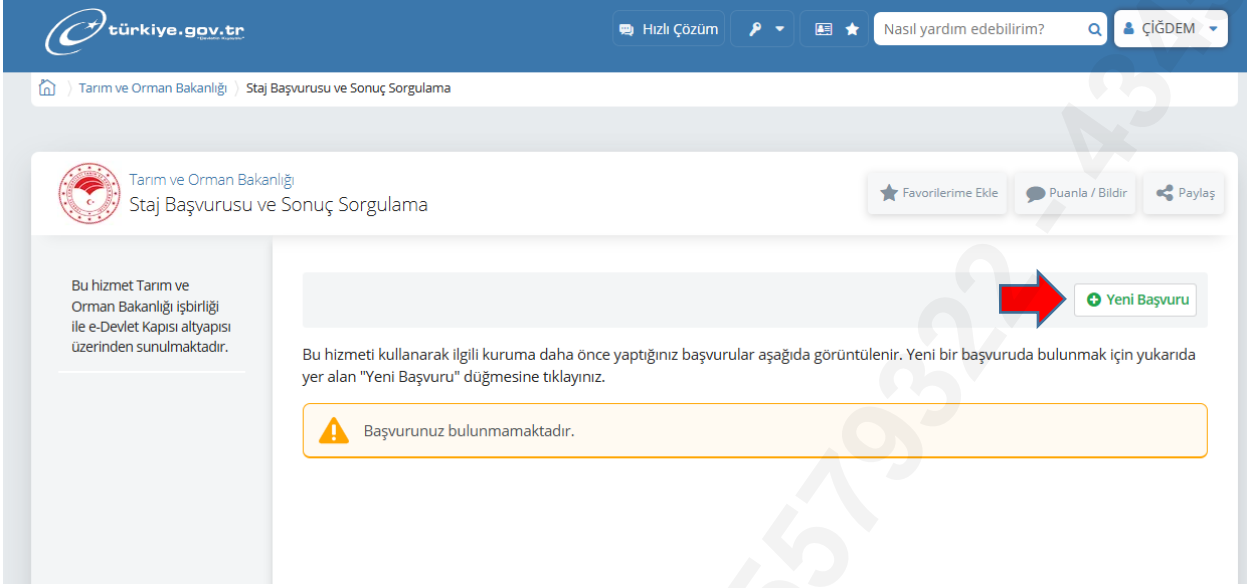 türkiye.gov.tr
Hızlı Çözüm
Nasıl yardım edebilirim?
ÇİĞDEM
Tarım ve Orman Bakanlığı
Staj Başvurusu ve Sonuç Sorgulama
Tarım ve Orman Bakanlığı
Staj Başvurusu ve Sonuç Sorgulama
Favorilerime Ekle
Puanla / Bildir
Paylaş
Bu hizmet Tarım ve
Orman Bakanlığı işbirliği
ile e-Devlet Kapısı altyapısı
üzerinden sunulmaktadır.
Yeni Başvuru
Bu hizmeti kullanarak ilgili kuruma daha önce yaptığınız başvurular aşağıda görüntülenir. Yeni bir başvuruda bulunmak için yukarıda
yer alan "Yeni Başvuru" düğmesine tıklayınız.
Başvurunuz bulunmamaktadır.